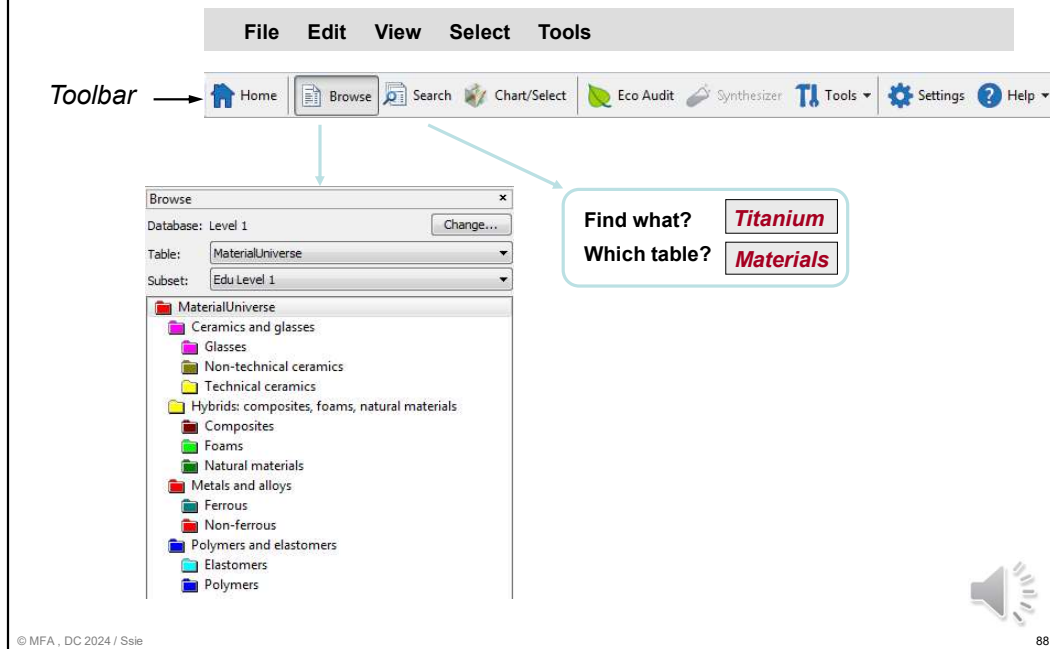 File Edit View Select Tools
Toolbar
Home Browse Search Chart/Select Eco Audit Synthesizer Tools Settings Help
Browse ×
Database: Level 1 Change...
Table: MaterialUniverse
Subset: Edu Level 1
MaterialUniverse
Ceramics and glasses
Glasses
Non-technical ceramics
Technical ceramics
Hybrids: composites, foams, natural materials
Composites
Foams
Natural materials
Metals and alloys
Ferrous
Non-ferrous
Polymers and elastomers
Elastomers
Polymers
Find what? Titanium
Which table? Materials
© MFA , DC 2024 / Ssie
88